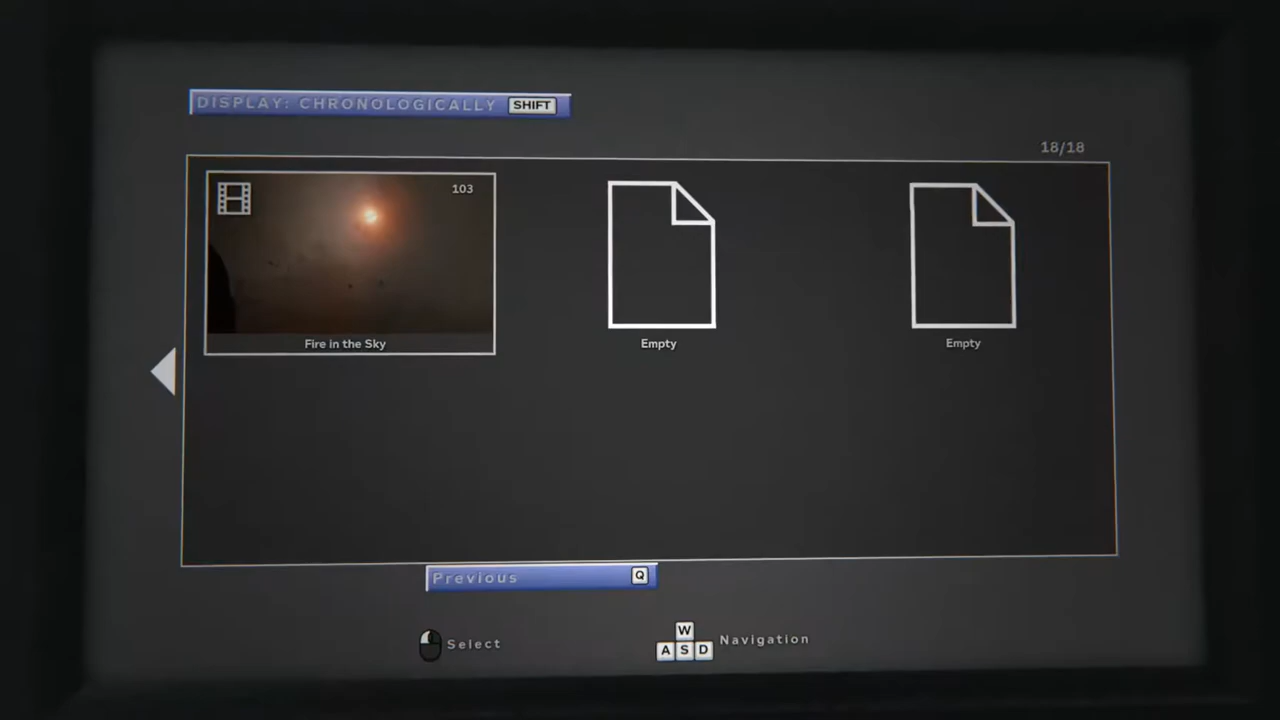 DISPLAY: CHRONOLOGICALLY SHIFT
18/18
103
Fire in the Sky
Empty
Empty
Previous Q
Select
W
A S D
Navigation